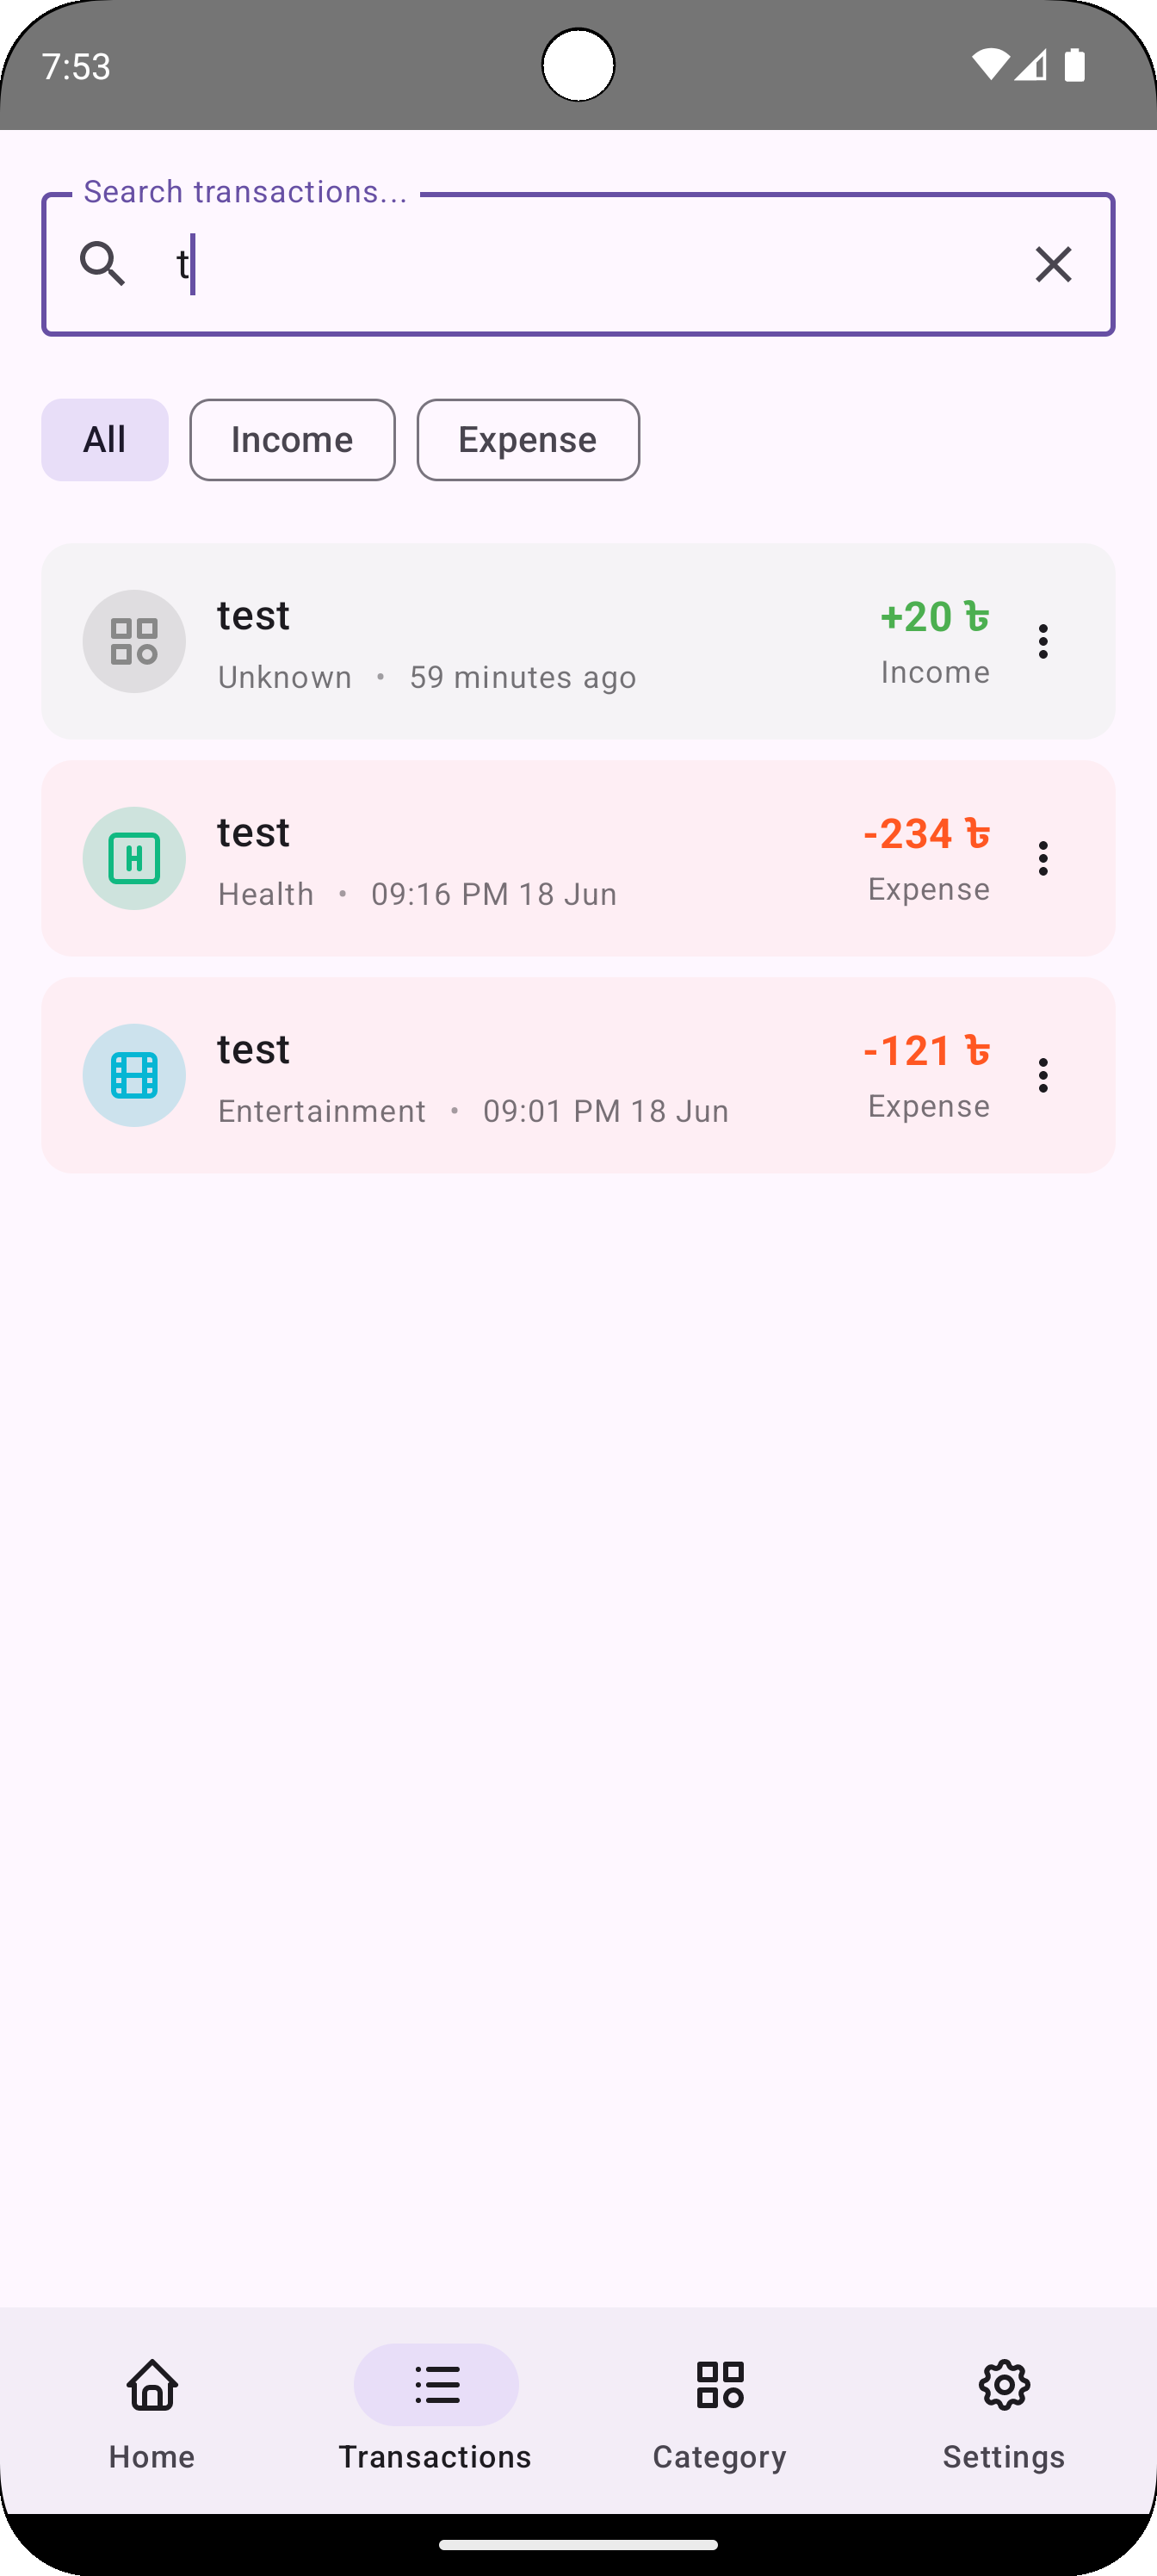 7:53
Search transactions...
t
All Income Expense
test
+20 ৳
Unknown • 59 minutes ago
Income
test
-234 ৳
Health • 09:16 PM 18 Jun
Expense
test
-121 ৳
Entertainment • 09:01 PM 18 Jun
Expense
Home Transactions Category Settings